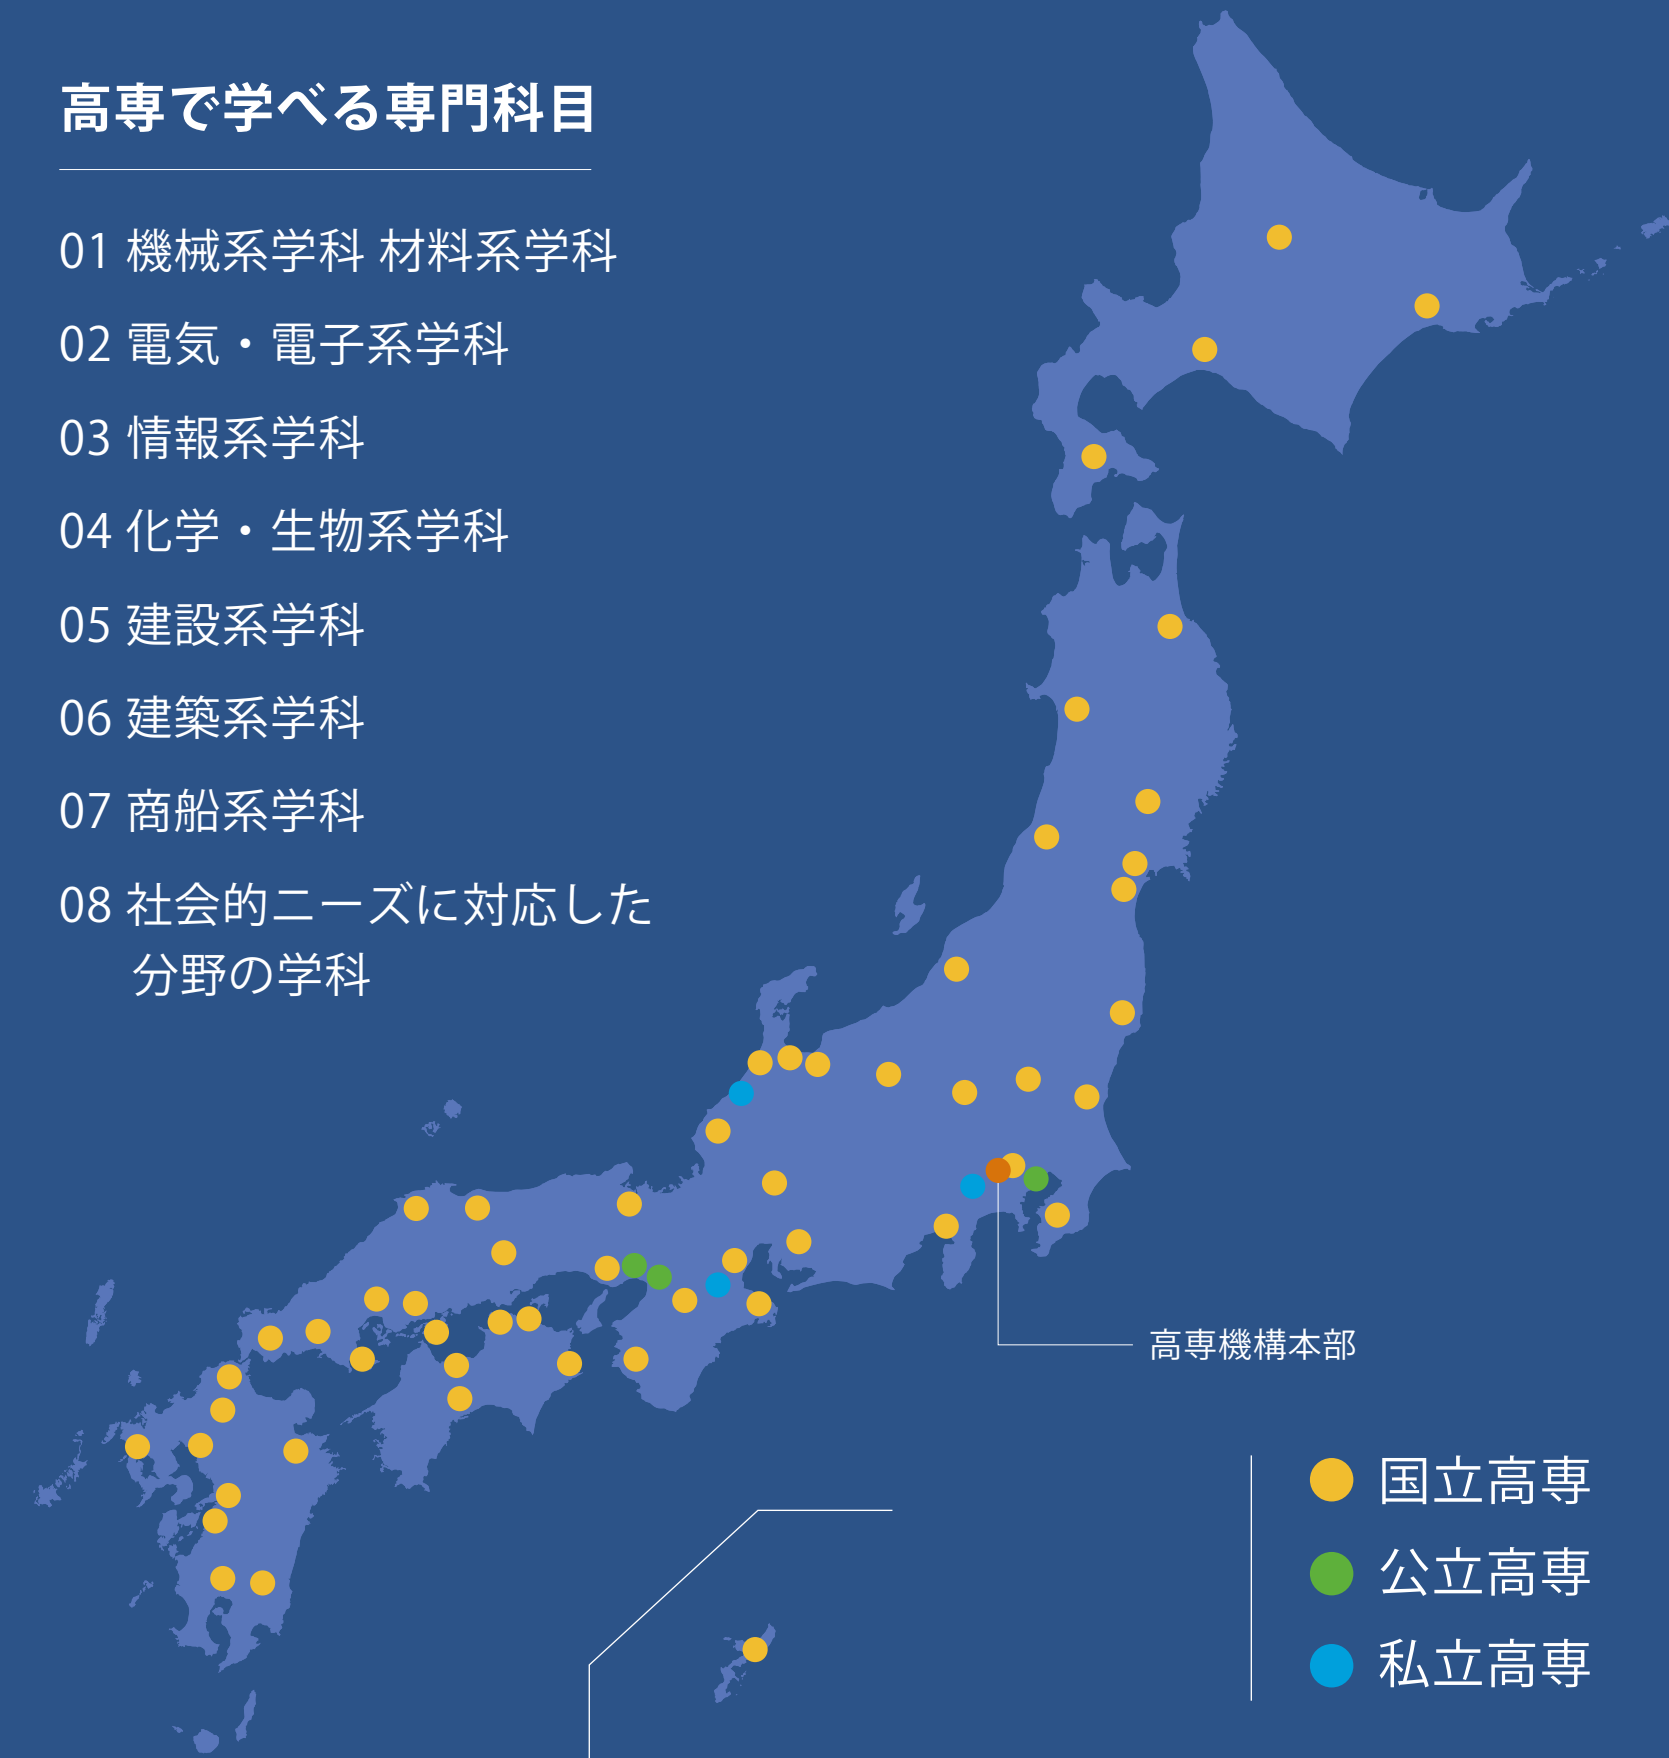 高専で学べる専門科目
01 機械系学科 材料系学科
02 電気・電子系学科
03 情報系学科
04 化学・生物系学科
05 建設系学科
06 建築系学科
07 商船系学科
08 社会的ニーズに対応した
分野の学科
高専機構本部
国立高専
公立高専
私立高専